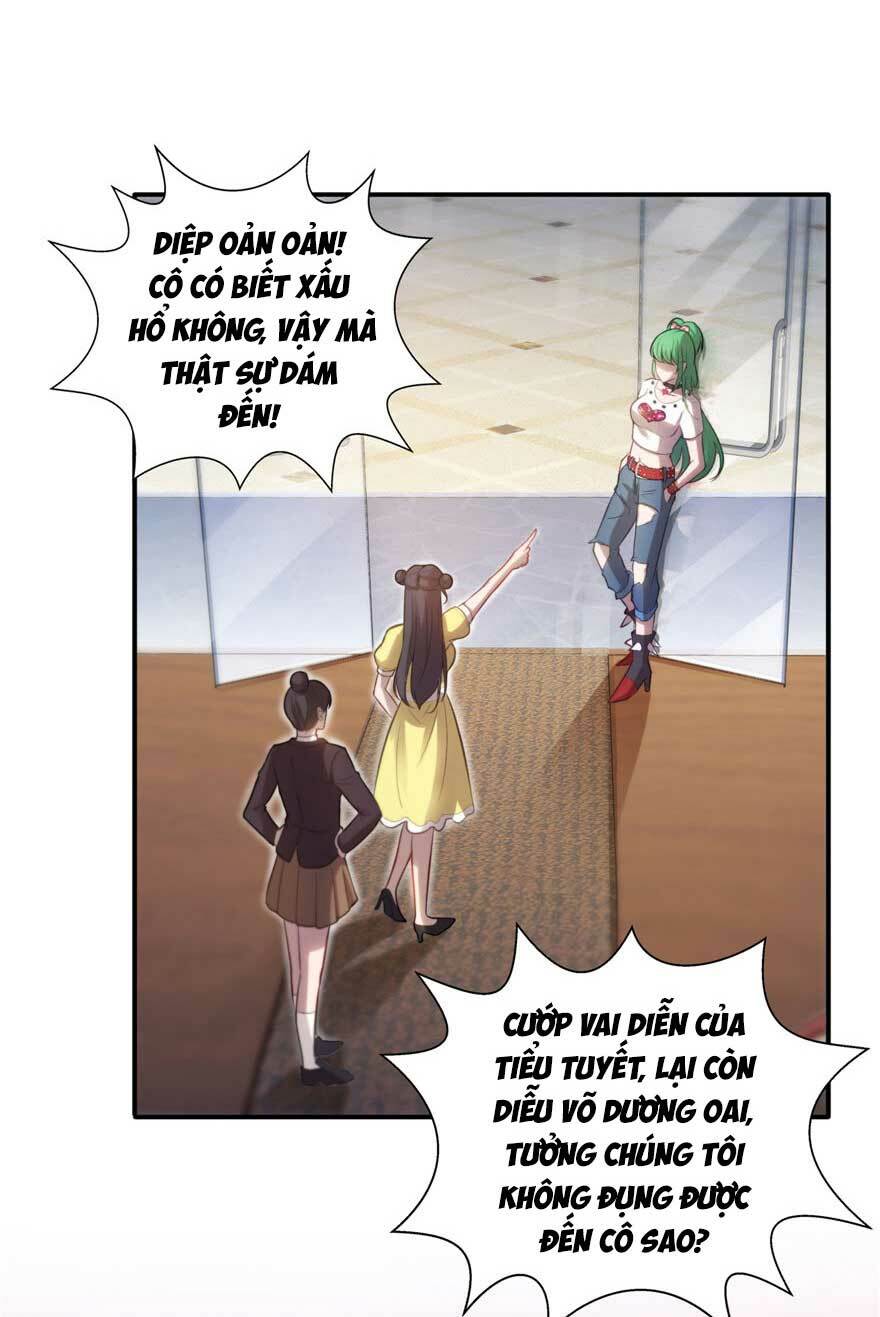 DIỆP OẢN OẢN!
CÔ CÓ BIẾT XẤU
HỔ KHÔNG, VẬY MÀ
THẬT SỰ DÁM
ĐẾN!
CƯỚP VAI DIỄN CỦA
TIỂU TUYẾT, LẠI CÒN
DIỄU VÕ DƯƠNG OAI,
TƯỞNG CHÚNG TÔI
KHÔNG ĐỤNG ĐƯỢC
ĐẾN CÔ SAO?